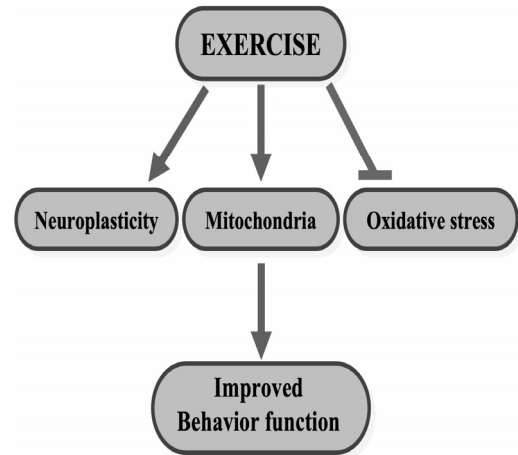 EXERCISE
Neuroplasticity
Mitochondria
Oxidative stress
Improved
Behavior function